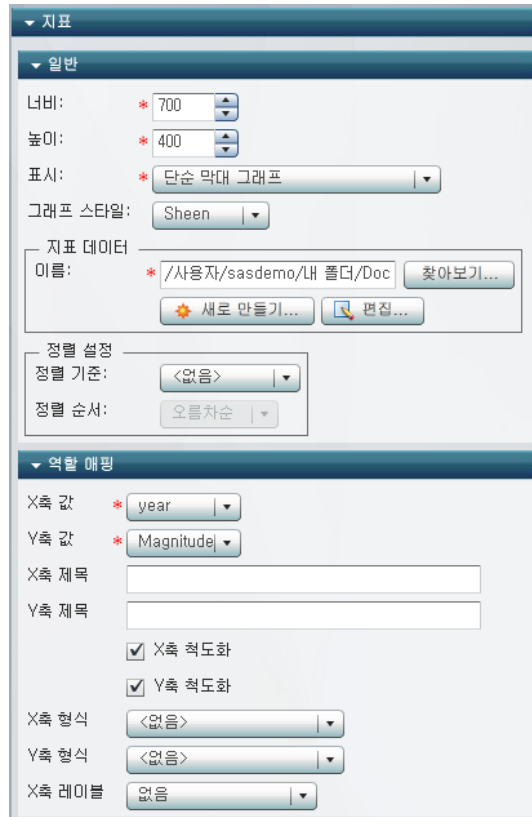 지표
일반
너비: * 700
높이: * 400
표시: * 단순 막대 그래프
그래프 스타일: Sheen
지표 데이터
이름: * /사용자/sasdemo/내 폴더/Doc 찾아보기...
새로 만들기... 편집...
정렬 설정
정렬 기준: <없음>
정렬 순서: 오름차순
역할 매핑
X축 값 * year
Y축 값 * Magnitude
X축 제목
Y축 제목
X축 척도화
Y축 척도화
X축 형식 <없음>
Y축 형식 <없음>
X축 레이블 없음